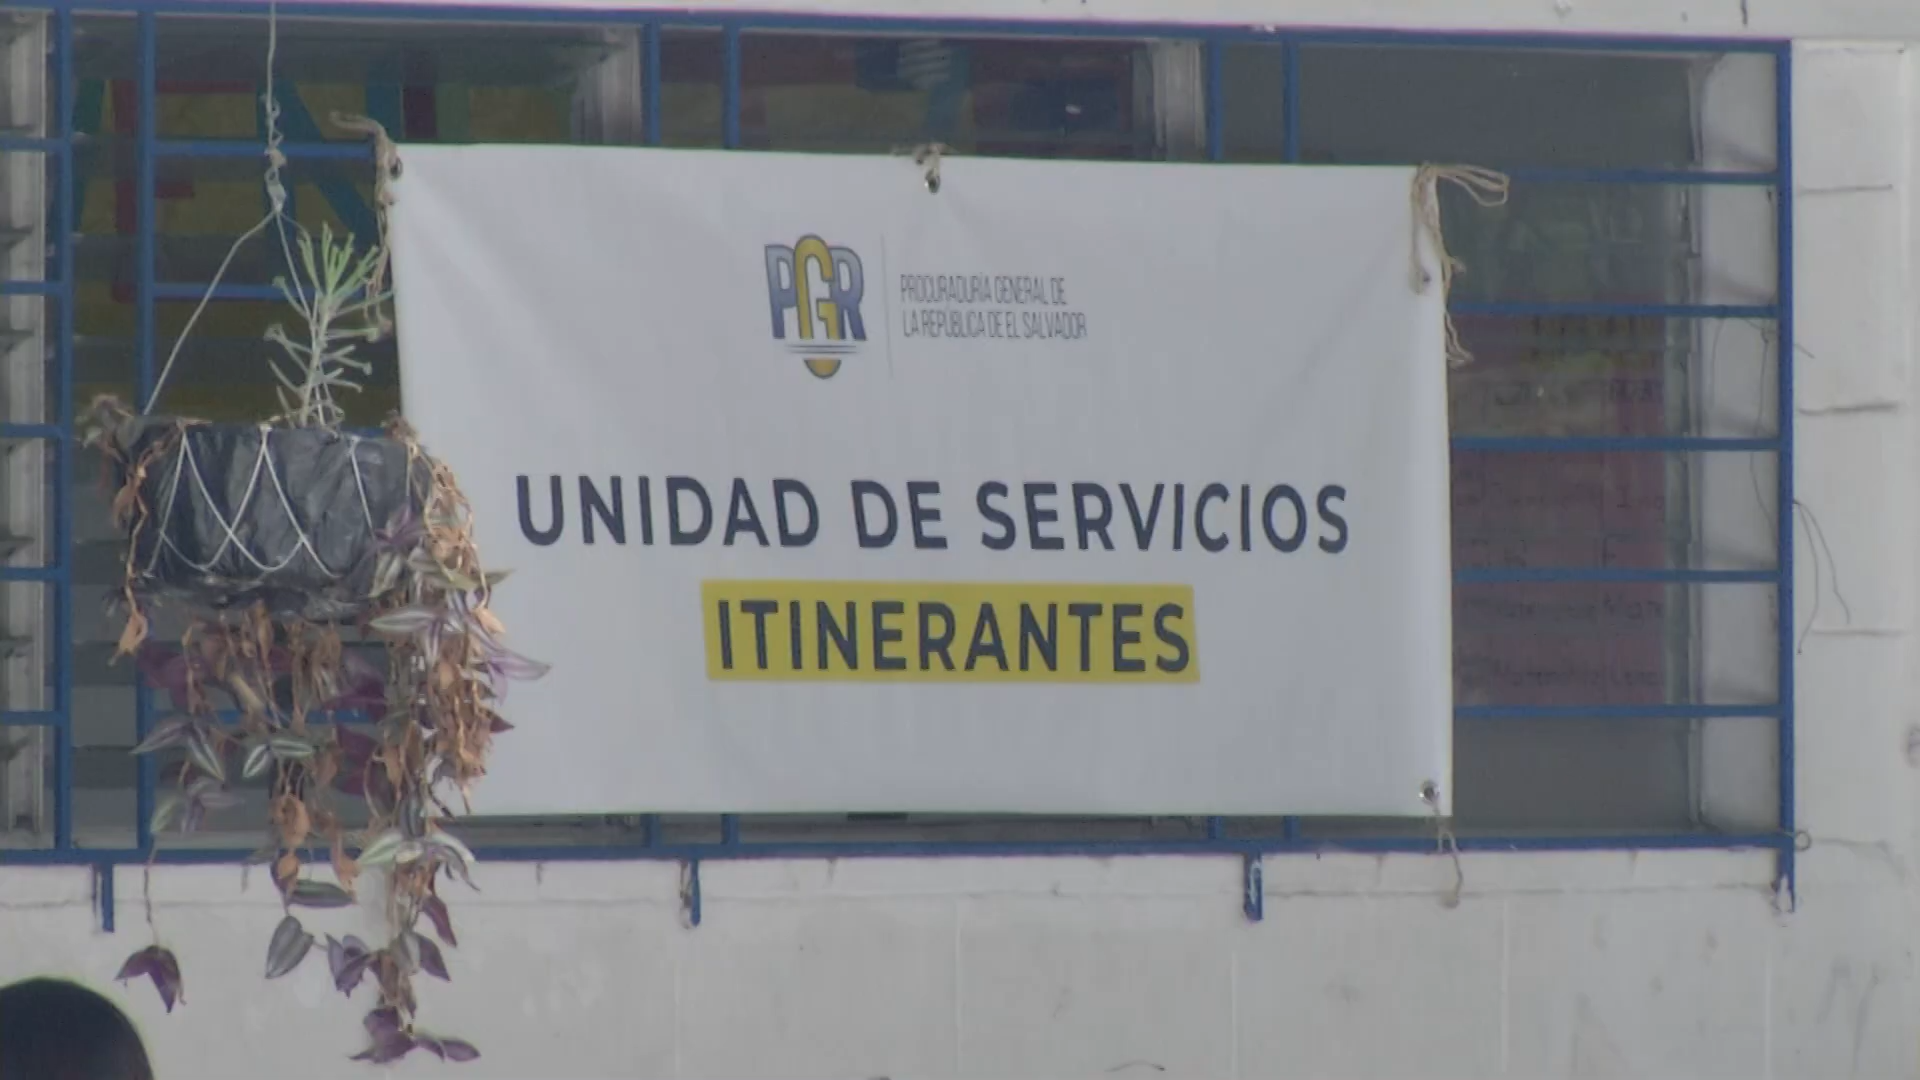 PGR
PROCURADURÍA GENERAL DE
LA REPÚBLICA DE EL SALVADOR
UNIDAD DE SERVICIOS
ITINERANTES